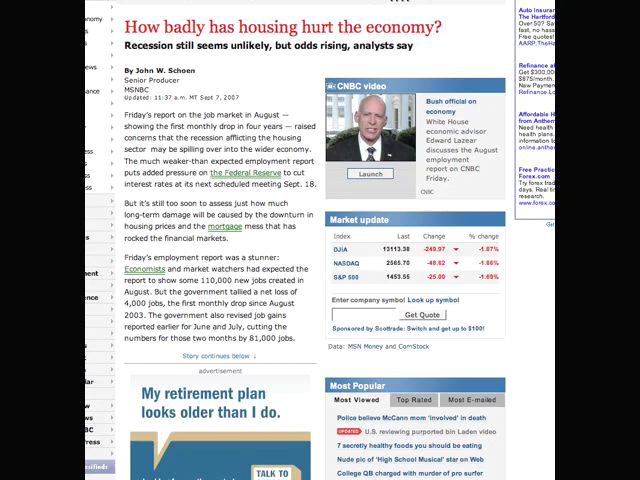 onomy
ews
ess
ess
ment
ence
lar
w
ws
BC
Press
ssifieds
How badly has housing hurt the economy?
Recession still seems unlikely, but odds rising, analysts say
By John W. Schoen
Senior Producer
MSNBC
Updated: 11:37 a.m. MT Sept 7, 2007
Friday's report on the job market in August —
showing the first monthly drop in four years — raised
concerns that the recession afflicting the housing
sector may be spilling over into the wider economy.
The much weaker-than expected employment report
puts added pressure on the Federal Reserve to cut
interest rates at its next scheduled meeting Sept. 18.
But it's still too soon to assess just how much
long-term damage will be caused by the downturn in
housing prices and the mortgage mess that has
rocked the financial markets.
Friday's employment report was a stunner:
Economists and market watchers had expected the
report to show some 110,000 new jobs created in
August. But the government tallied a net loss of
4,000 jobs, the first monthly drop since August
2003. The government also revised job gains
reported earlier for June and July, cutting the
numbers for those two months by 81,000 jobs.
Story continues below ↓
advertisement
My retirement plan
looks older than I do.
TALK TO
CNBC video
Bush official on
economy
White House
economic advisor
Edward Lazear
discusses the August
employment
report on CNBC
Friday.
CNBC
Launch
Market update
Index Last Change % change
DJIA 13113.38 -249.97 -1.87%
NASDAQ 2565.70 -48.62 -1.86%
S&P 500 1453.55 -25.00 -1.69%
Enter company symbol Look up symbol
Get Quote
Sponsored by Scottrade: Switch and get up to $100!
Data: MSN Money and ComStock
Most Popular
Most Viewed Top Rated Most E-mailed
Police believe McCann mom 'involved' in death
UPDATED U.S. reviewing purported bin Laden video
7 secretly healthy foods you should be eating
Nude pic of 'High School Musical' star on Web
College QB charged with murder of pro surfer
Auto Insuran
The Hartford
Over 50? Sa
fast, no hass
Free quotes!
AARP.TheHa
Refinance at
Get $300,00
$875/month.
New Paymen
Refinance.Lo
Affordable H
from Anthem
Need health
health plans.
information to
online.anthe
Free Practic
Forex.com
Try forex trad
days. Real tim
research.
www.forex.co
Get